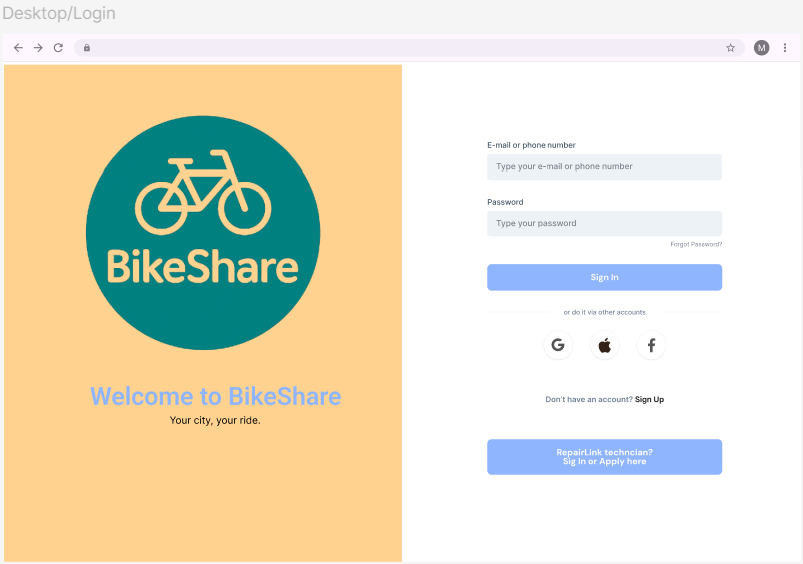 Desktop/Login
M
BikeShare
Welcome to BikeShare
Your city, your ride.
E-mail or phone number
Type your e-mail or phone number
Password
Type your password
Forgot Password?
Sign In
or do it via other accounts
Don't have an account? Sign Up
RepairLink techncian?
Sig In or Apply here